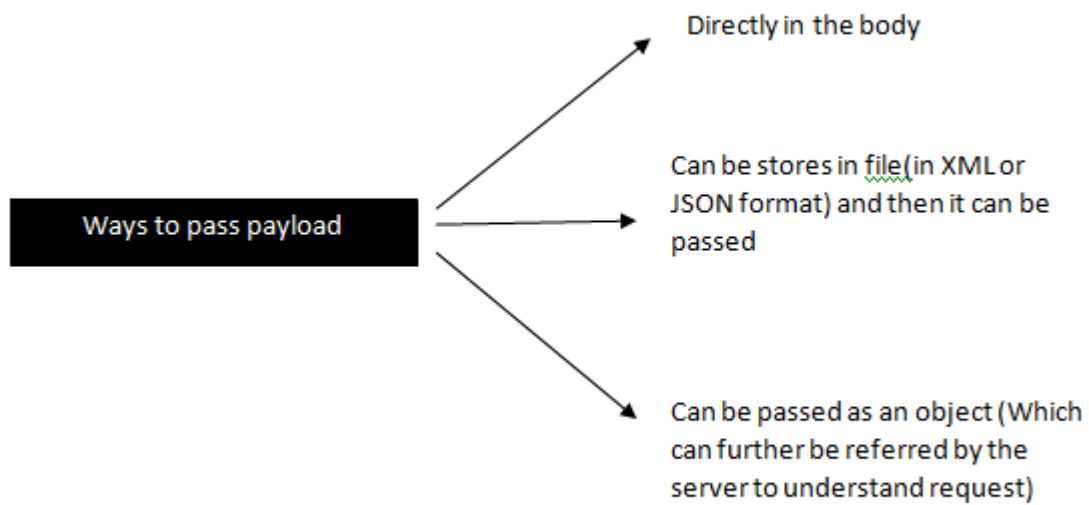 Directly in the body
Can be stores in file(in XML or
JSON format) and then it can be
passed
Ways to pass payload
Can be passed as an object (Which
can further be referred by the
server to understand request)